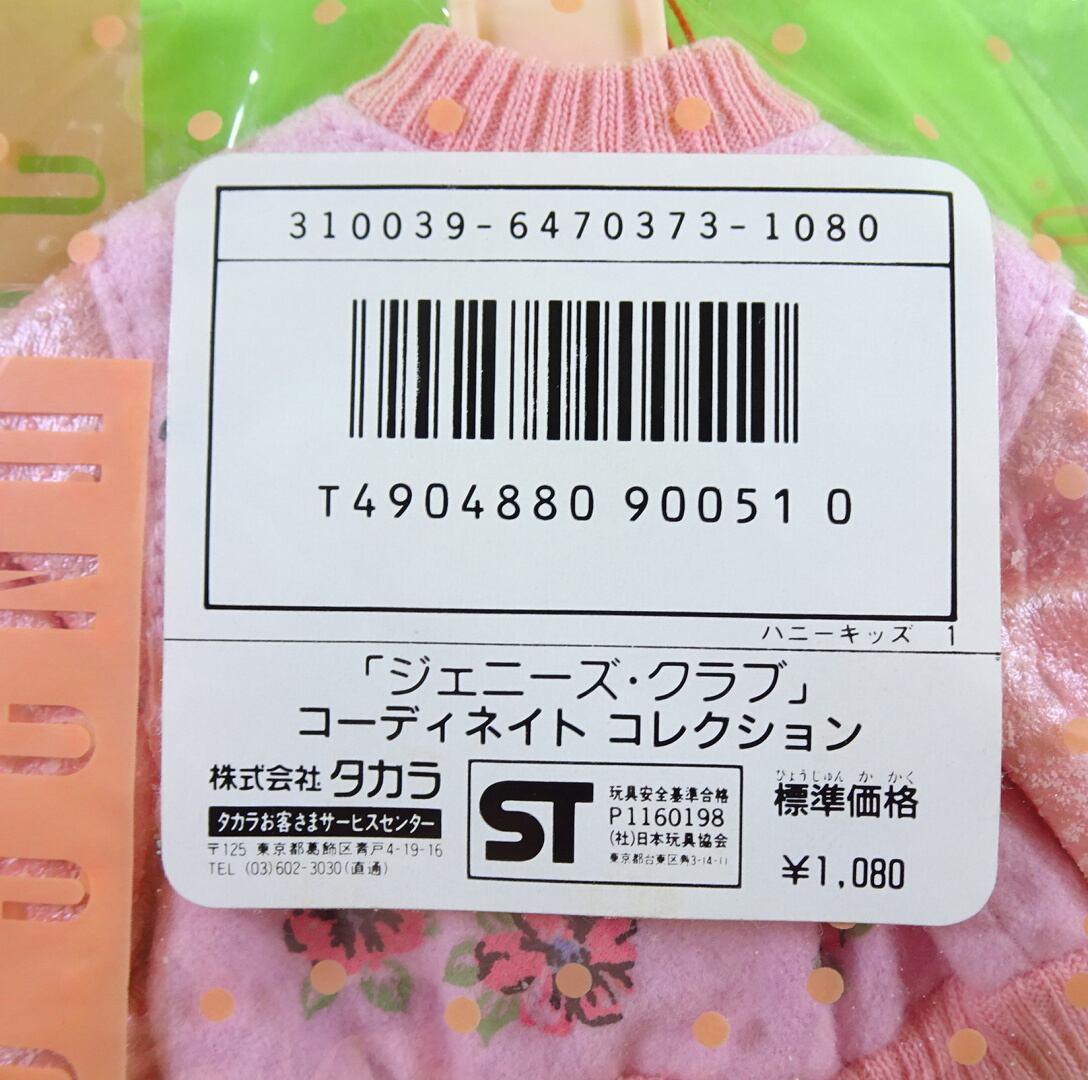 310039-6470373-1080
T4904880 90051 0
ハニーキッズ 1
「ジェニーズ・クラブ」
コーディネイト コレクション
株式会社 タカラ
タカラお客さまサービスセンター
〒125 東京都葛飾区青戸4-19-16
TEL (03)602-3030(直通)
ST
玩具安全基準合格
P1160198
(社)日本玩具協会
ひょうじゅん か かく
標準価格
¥1,080